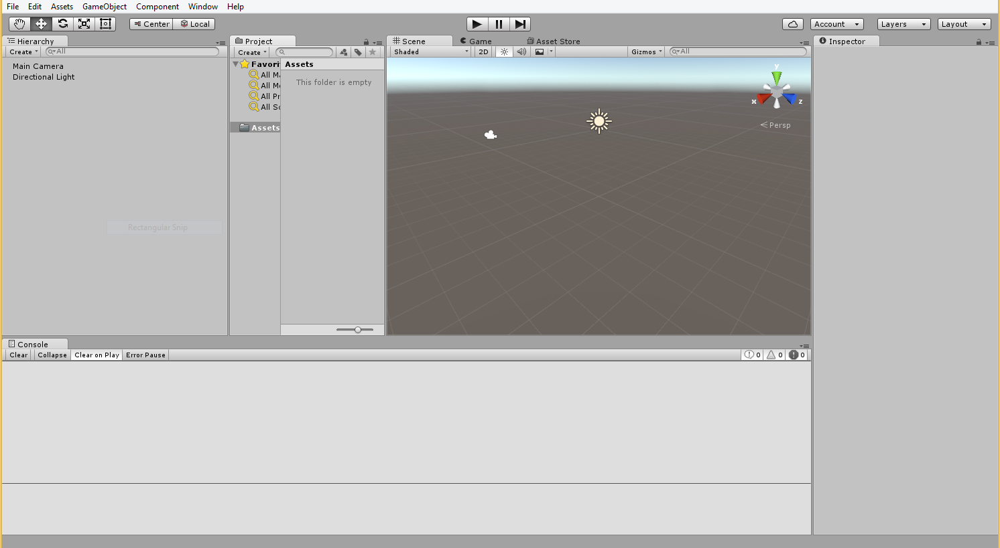 File Edit Assets GameObject Component Window Help
Center Local Account Layers Layout
Hierarchy
Create All
Main Camera
Directional Light
Rectangular Snip
Project
Create
Favori
All Ma
All Mo
All Pr
All Sc
Assets
Assets
This folder is empty
Scene Game Asset Store
Shaded 2D Gizmos All
y
x z
Persp
Inspector
Console
Clear Collapse Clear on Play Error Pause 0 0 0